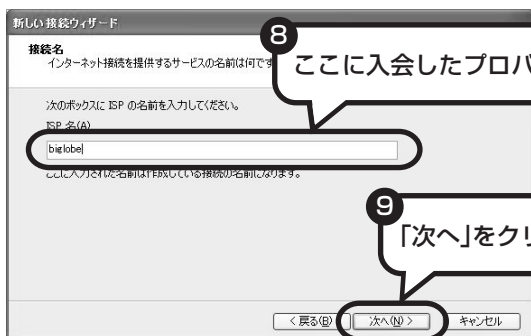 新しい接続ウィザード
接続名
インターネット接続を提供するサービスの名前は何です
8
ここに入会したプロバ
次のボックスに ISP の名前を入力してください。
ISP 名(A)
biglobe
ここに入力された名前は作成している接続の名前になります。
9
「次へ」をクリ
< 戻る(B)
次へ(N) >
キャンセル